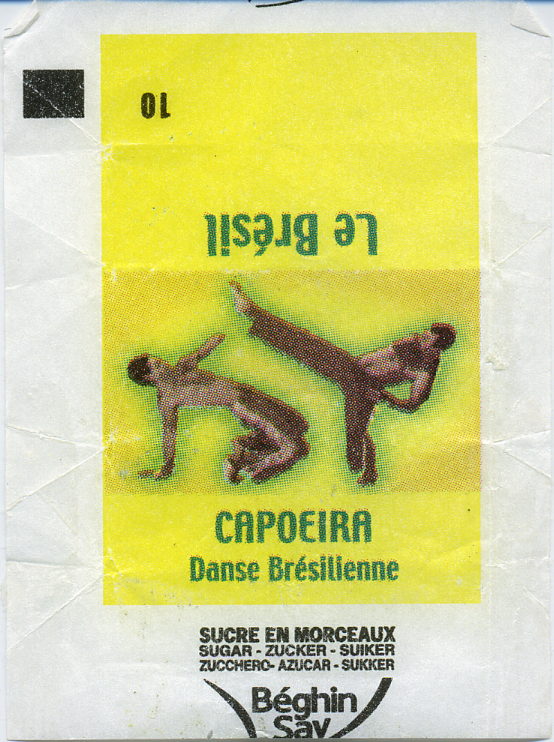 10
Le Brésil
CAPOEIRA
Danse Brésilienne
SUCRE EN MORCEAUX
SUGAR - ZUCKER - SUIKER
ZUCCHERO- AZUCAR - SUKKER
Béghin
Say